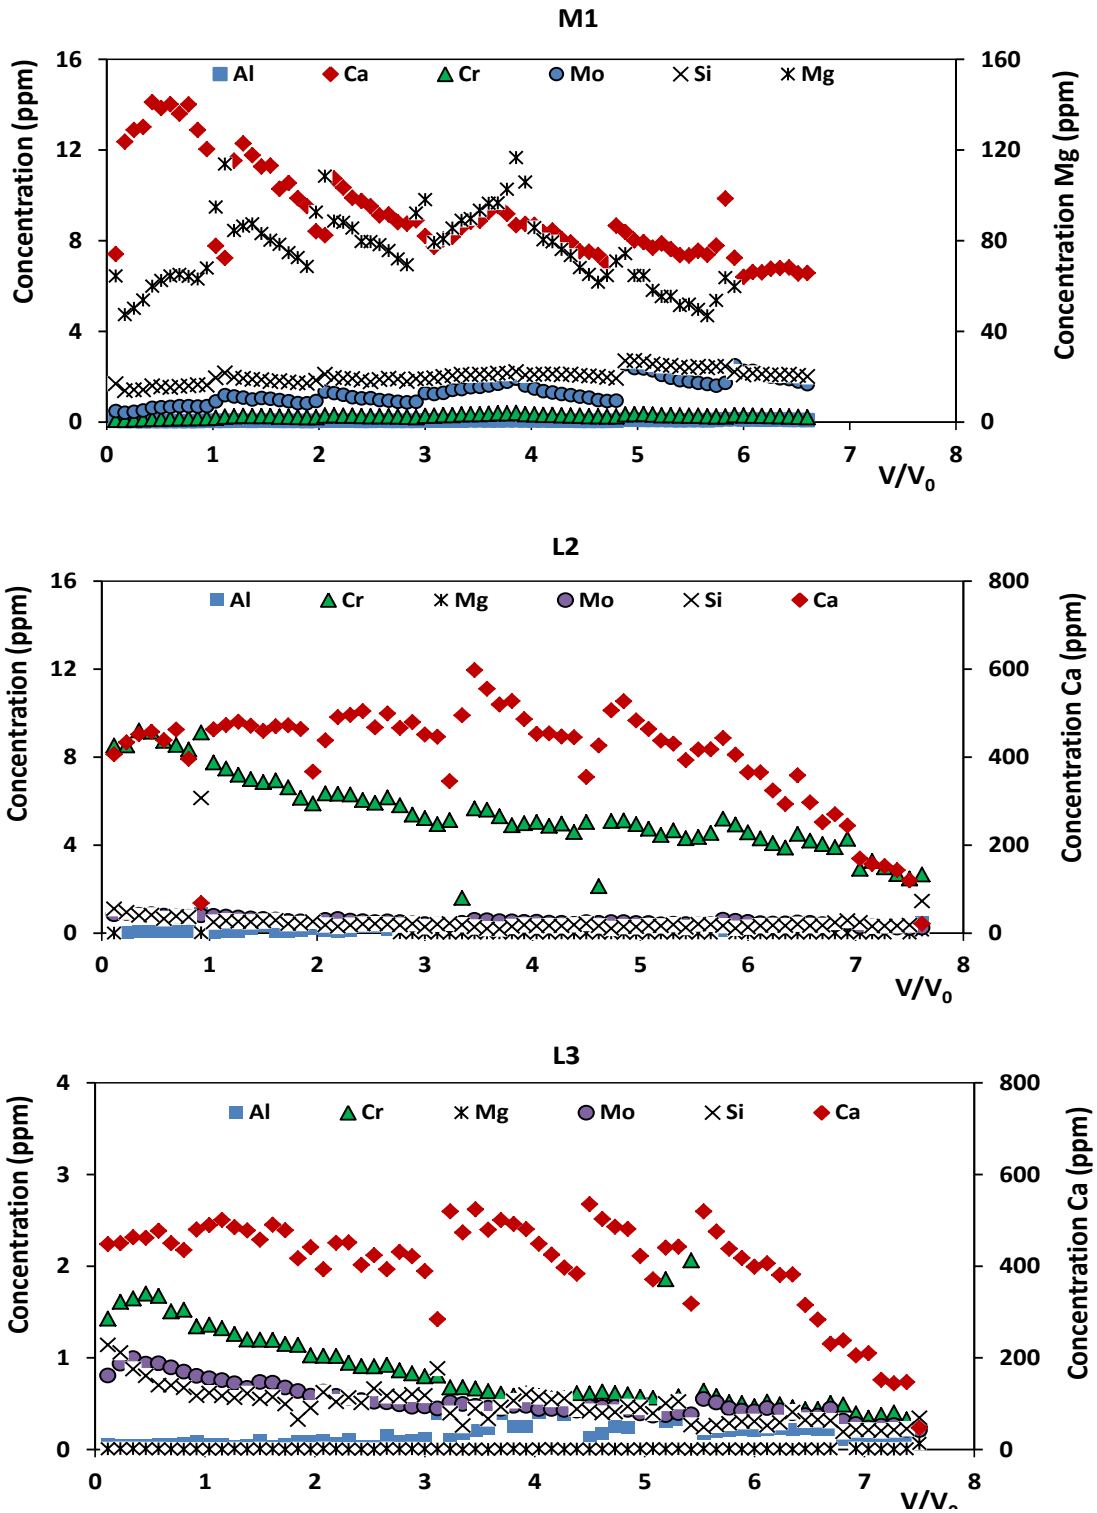 M1
Concentration (ppm)
Concentration Mg (ppm)
16
12
8
4
0
160
120
80
40
0
Al Ca Cr Mo Si Mg
0 1 2 3 4 5 6 7 8
V/V₀
L2
Concentration (ppm)
Concentration Ca (ppm)
16
12
8
4
0
800
600
400
200
0
Al Cr Mg Mo Si Ca
0 1 2 3 4 5 6 7 8
V/V₀
L3
Concentration (ppm)
Concentration Ca (ppm)
4
3
2
1
0
800
600
400
200
0
Al Cr Mg Mo Si Ca
0 1 2 3 4 5 6 7 8
V/V₀